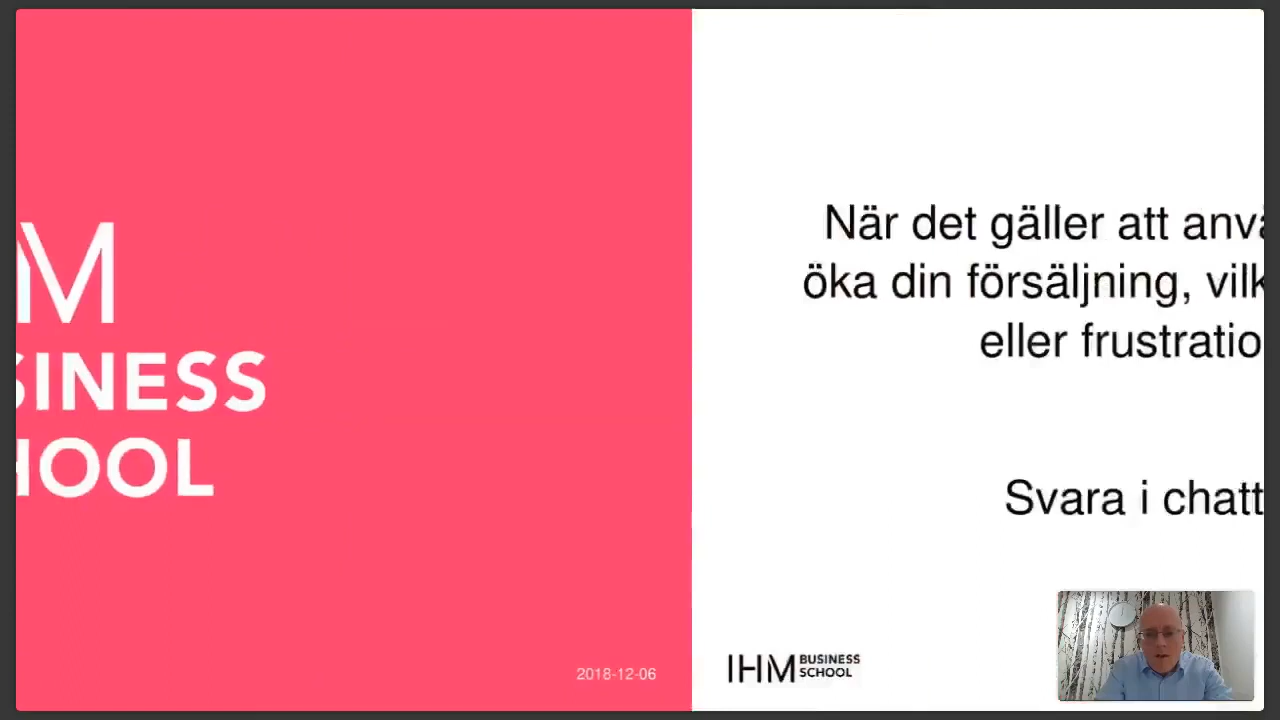 M
SINESS
HOOL
2018-12-06
När det gäller att anvä
öka din försäljning, vilk
eller frustratio
Svara i chatt
IHM BUSINESS
SCHOOL